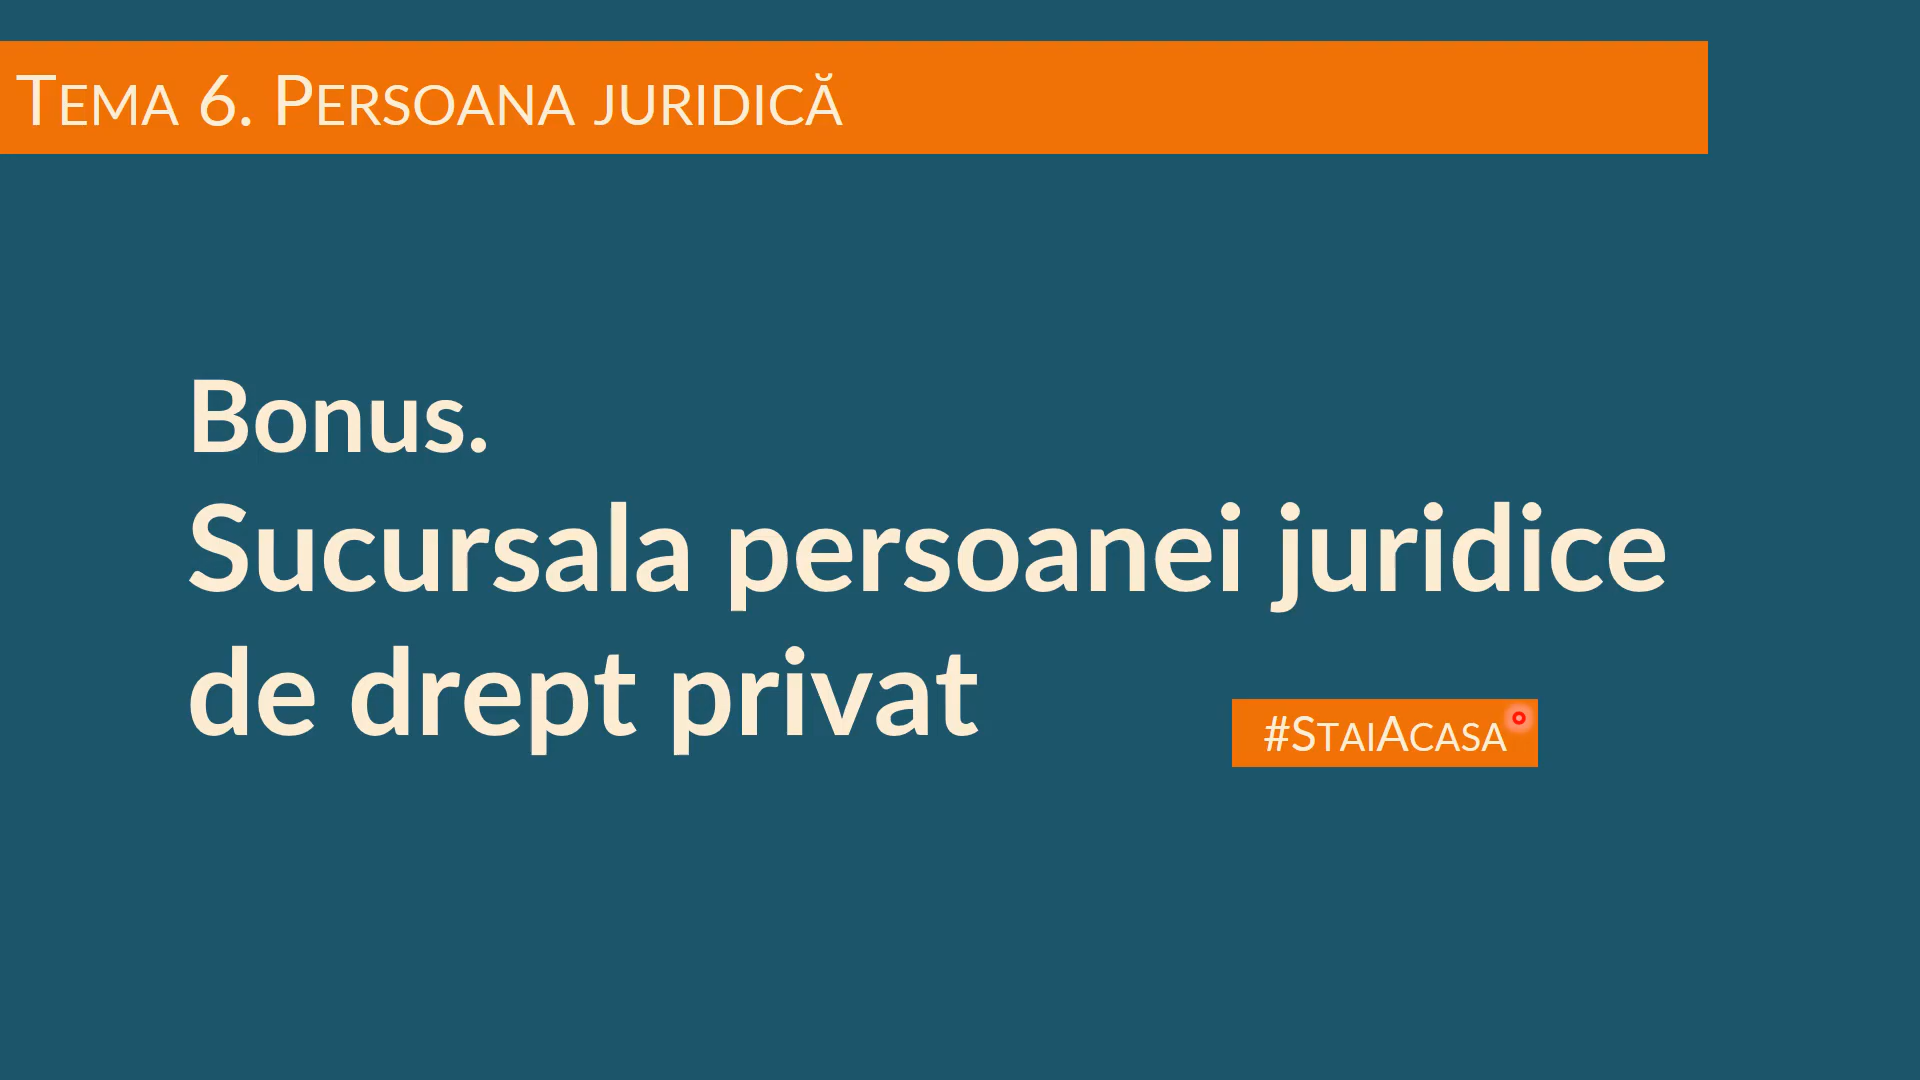 Tema 6. Persoana juridică
Bonus.
Sucursala persoanei juridice
de drept privat
#StaiAcasa